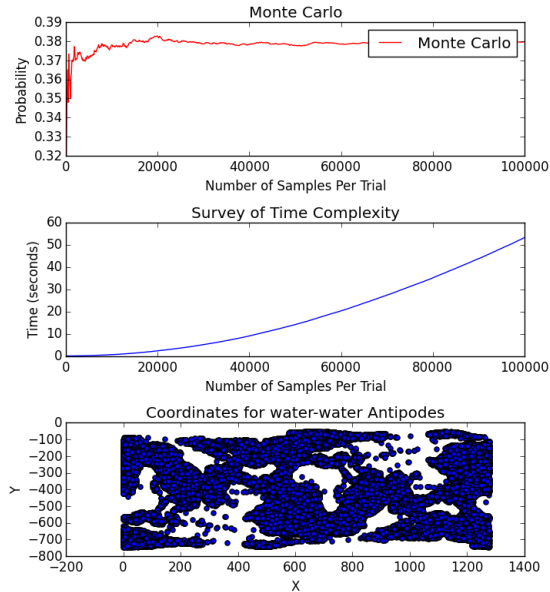 Monte Carlo
0.39
0.38
0.37
0.36
0.35
0.34
0.33
0.32
Probability
Monte Carlo
0 20000 40000 60000 80000 100000
Number of Samples Per Trial
Survey of Time Complexity
60
50
40
30
20
10
0
Time (seconds)
0 20000 40000 60000 80000 100000
Number of Samples Per Trial
Coordinates for water-water Antipodes
0
−100
−200
−300
−400
−500
−600
−700
−800
Y
−200 0 200 400 600 800 1000 1200 1400
X